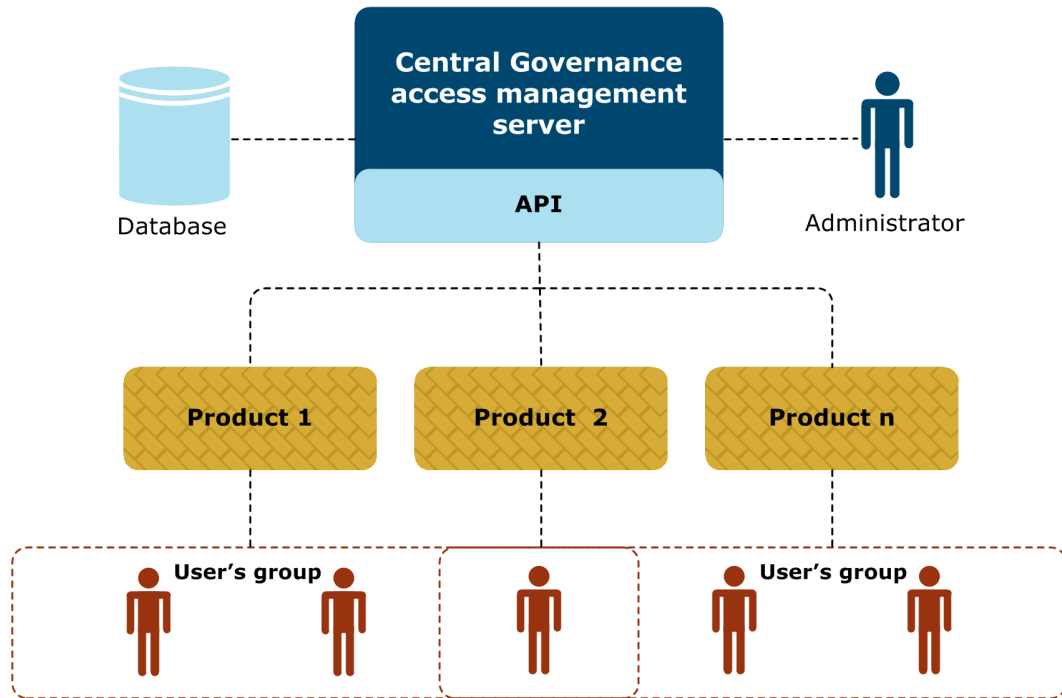 Central Governance
access management
server
API
Database
Administrator
Product 1
Product  2
Product n
User’s group
User’s group